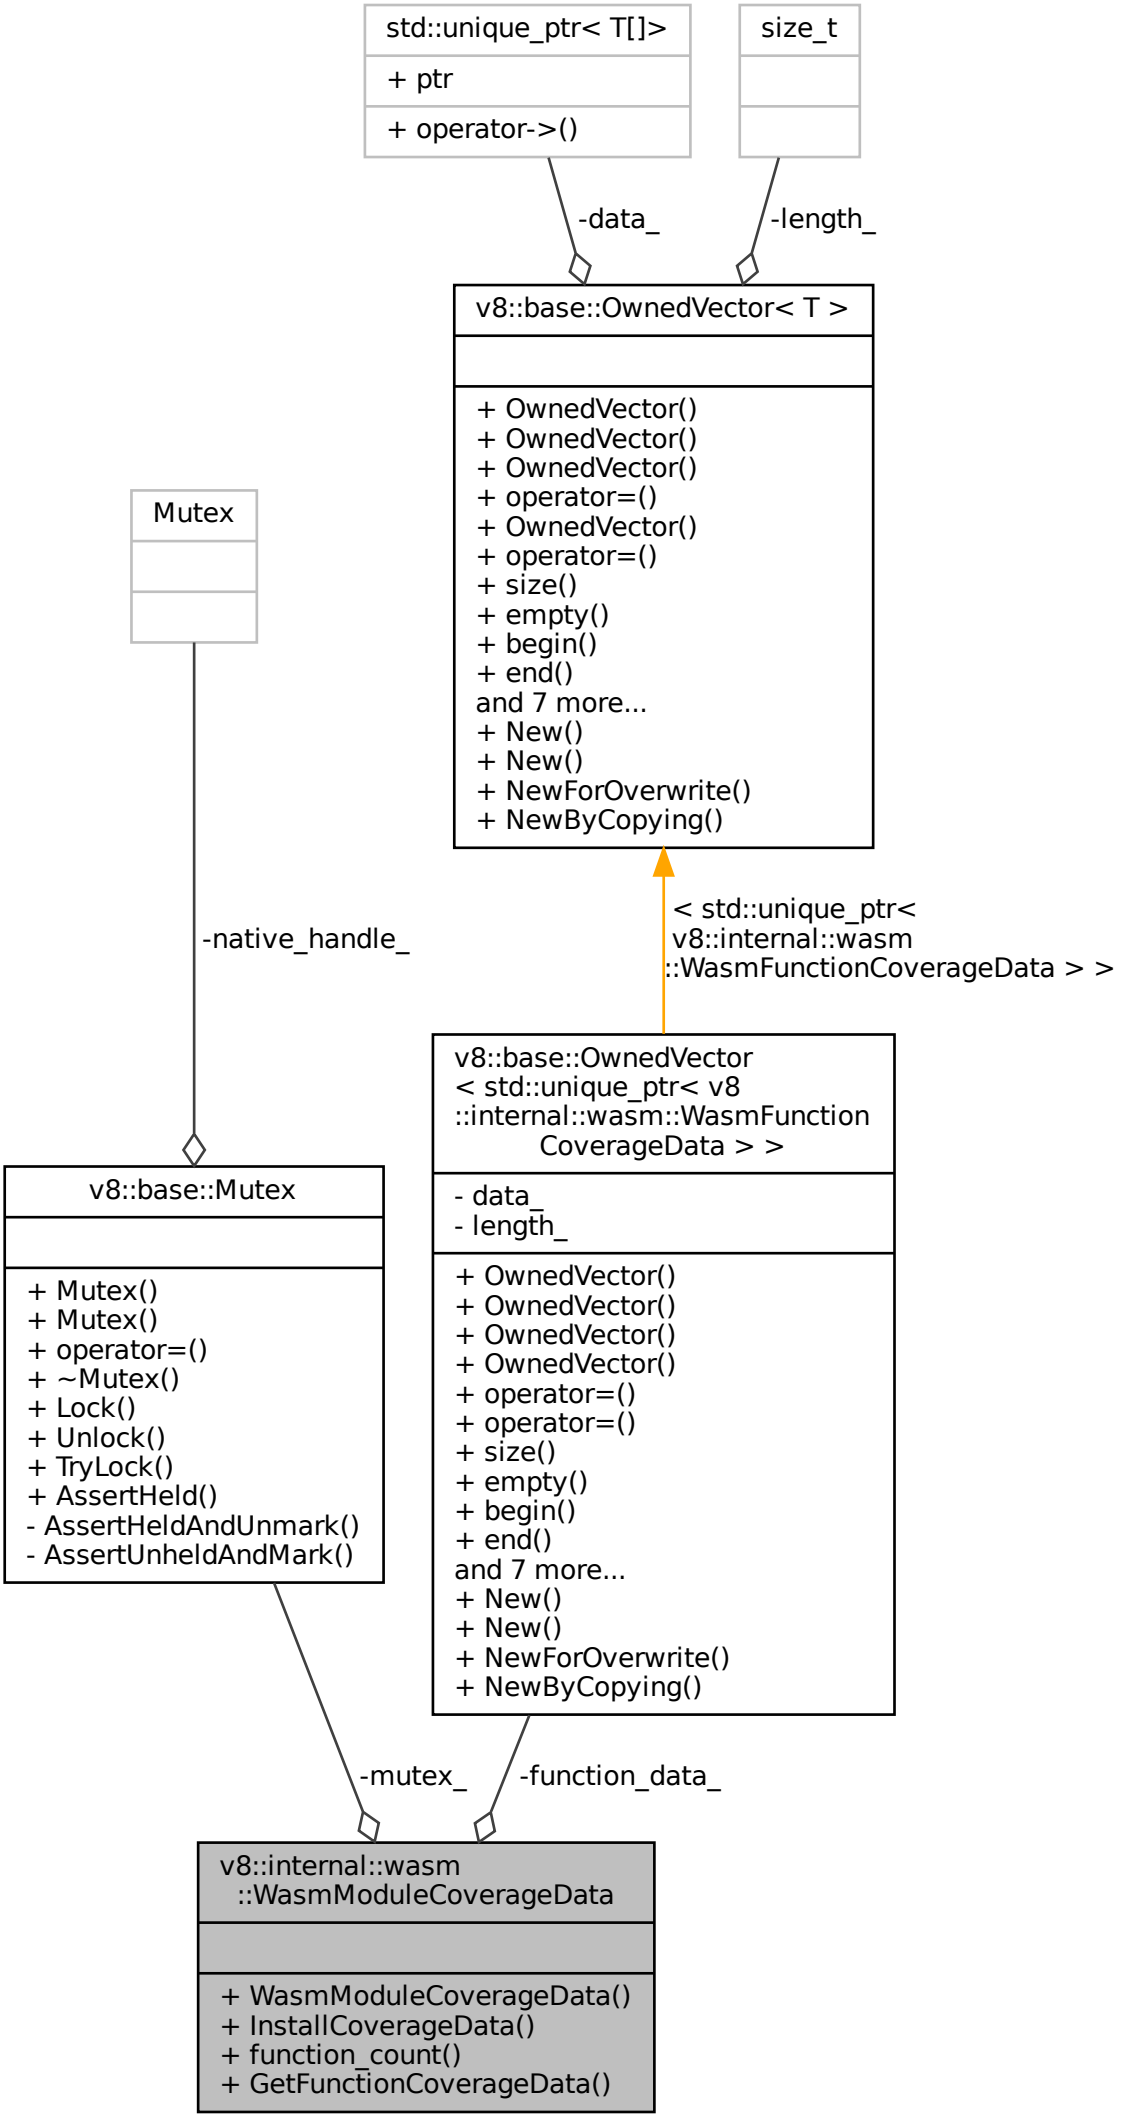 std::unique_ptr< T[]>
+ ptr
+ operator->()
size_t
-data_
-length_
v8::base::OwnedVector< T >
+ OwnedVector()
+ OwnedVector()
+ OwnedVector()
+ operator=()
+ OwnedVector()
+ operator=()
+ size()
+ empty()
+ begin()
+ end()
and 7 more...
+ New()
+ New()
+ NewForOverwrite()
+ NewByCopying()
Mutex
-native_handle_
< std::unique_ptr<
v8::internal::wasm
::WasmFunctionCoverageData > >
v8::base::OwnedVector
< std::unique_ptr< v8
::internal::wasm::WasmFunction
CoverageData > >
- data_
- length_
+ OwnedVector()
+ OwnedVector()
+ OwnedVector()
+ OwnedVector()
+ operator=()
+ operator=()
+ size()
+ empty()
+ begin()
+ end()
and 7 more...
+ New()
+ New()
+ NewForOverwrite()
+ NewByCopying()
v8::base::Mutex
+ Mutex()
+ Mutex()
+ operator=()
+ ~Mutex()
+ Lock()
+ Unlock()
+ TryLock()
+ AssertHeld()
- AssertHeldAndUnmark()
- AssertUnheldAndMark()
-mutex_
-function_data_
v8::internal::wasm
::WasmModuleCoverageData
+ WasmModuleCoverageData()
+ InstallCoverageData()
+ function_count()
+ GetFunctionCoverageData()